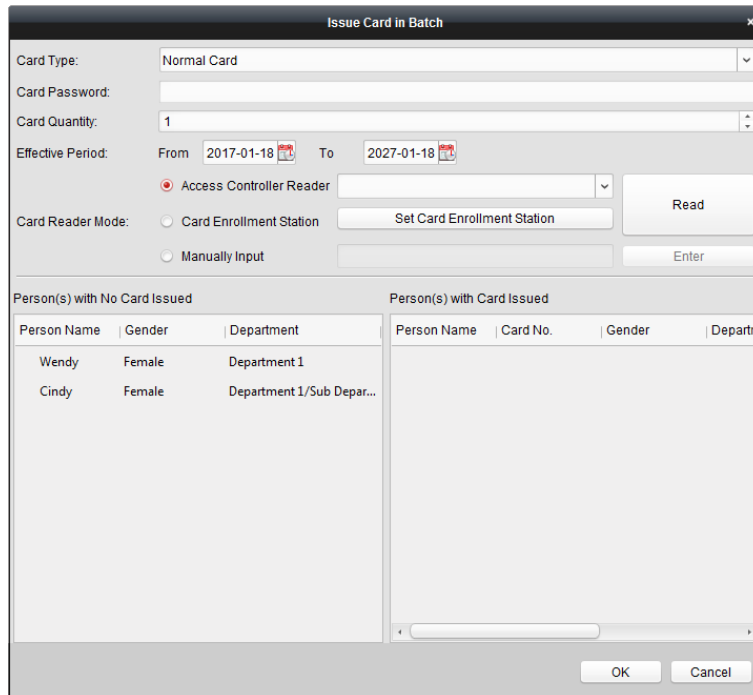 Issue Card in Batch
Card Type: Normal Card
Card Password:
Card Quantity: 1
Effective Period: From 2017-01-18 To 2027-01-18
Access Controller Reader
Read
Card Reader Mode: Card Enrollment Station Set Card Enrollment Station
Manually Input Enter
Person(s) with No Card Issued
Person Name Gender Department
Wendy Female Department 1
Cindy Female Department 1/Sub Depar...
Person(s) with Card Issued
Person Name Card No. Gender Departm
OK Cancel